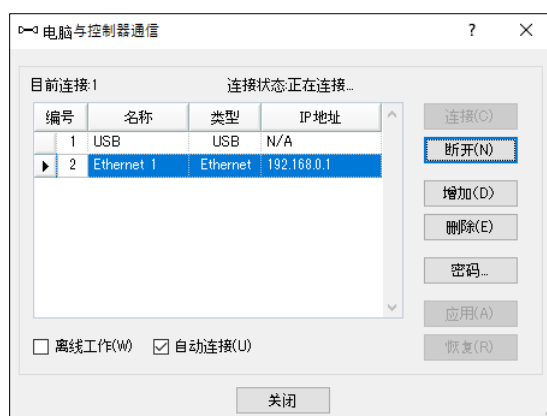 电脑与控制器通信 ? ×
目前连接:1 连接状态:正在连接...
编号 名称 类型 IP地址
1 USB USB N/A
2 Ethernet 1 Ethernet 192.168.0.1
连接(C)
断开(N)
增加(D)
删除(E)
密码...
应用(A)
恢复(R)
离线工作(W) 自动连接(U)
关闭